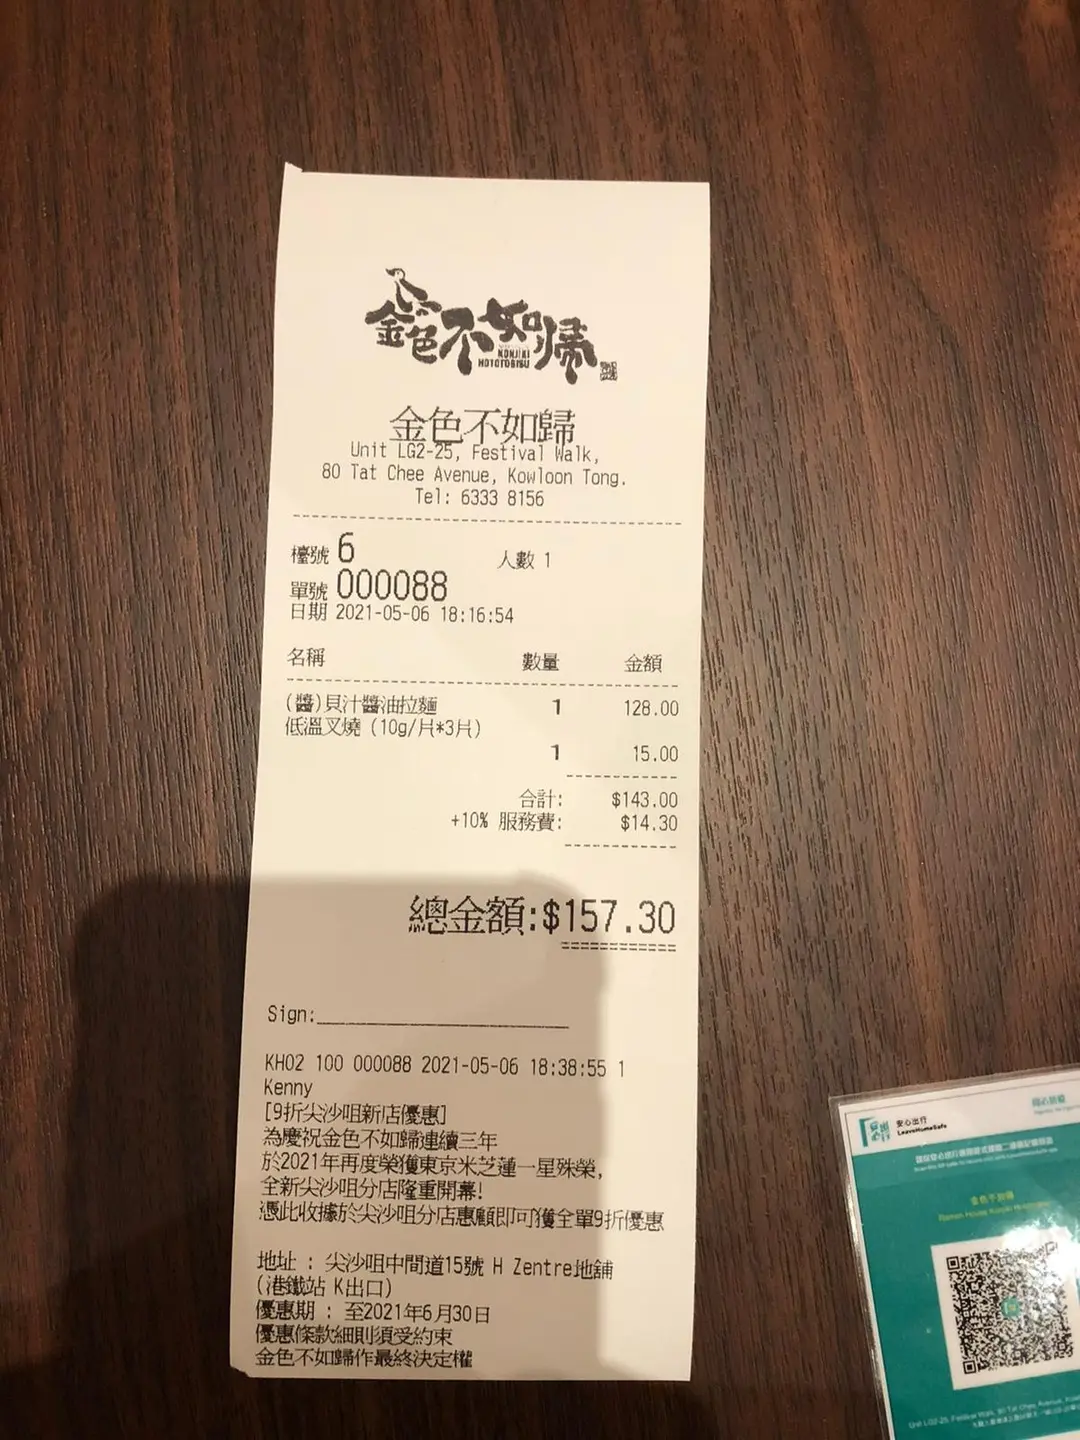 金色不如歸
KONJIKI
HOTOTOGISU
金色不如歸
Unit LG2-25, Festival Walk,
80 Tat Chee Avenue, Kowloon Tong.
Tel: 6333 8156
檯號 6 人數 1
單號 000088
日期 2021-05-06 18:16:54
名稱 數量 金額
(醬)貝汁醬油拉麵 1 128.00
低溫叉燒 (10g/片*3片)
1 15.00
合計: $143.00
+10% 服務費: $14.30
總金額:$157.30
Sign:
KH02 100 000088 2021-05-06 18:38:55 1
Kenny
[9折尖沙咀新店優惠]
為慶祝金色不如歸連續三年
於2021年再度榮獲東京米芝蓮一星殊榮,
全新尖沙咀分店隆重開幕!
憑此收據於尖沙咀分店惠顧即可獲全單9折優惠
地址 : 尖沙咀中間道15號 H Zentre地舖
(港鐵站 K出口)
優惠期 : 至2021年6月30日
優惠條款細則須受約束
金色不如歸作最終決定權
安心出行
LeaveHomeSafe
金色不如歸